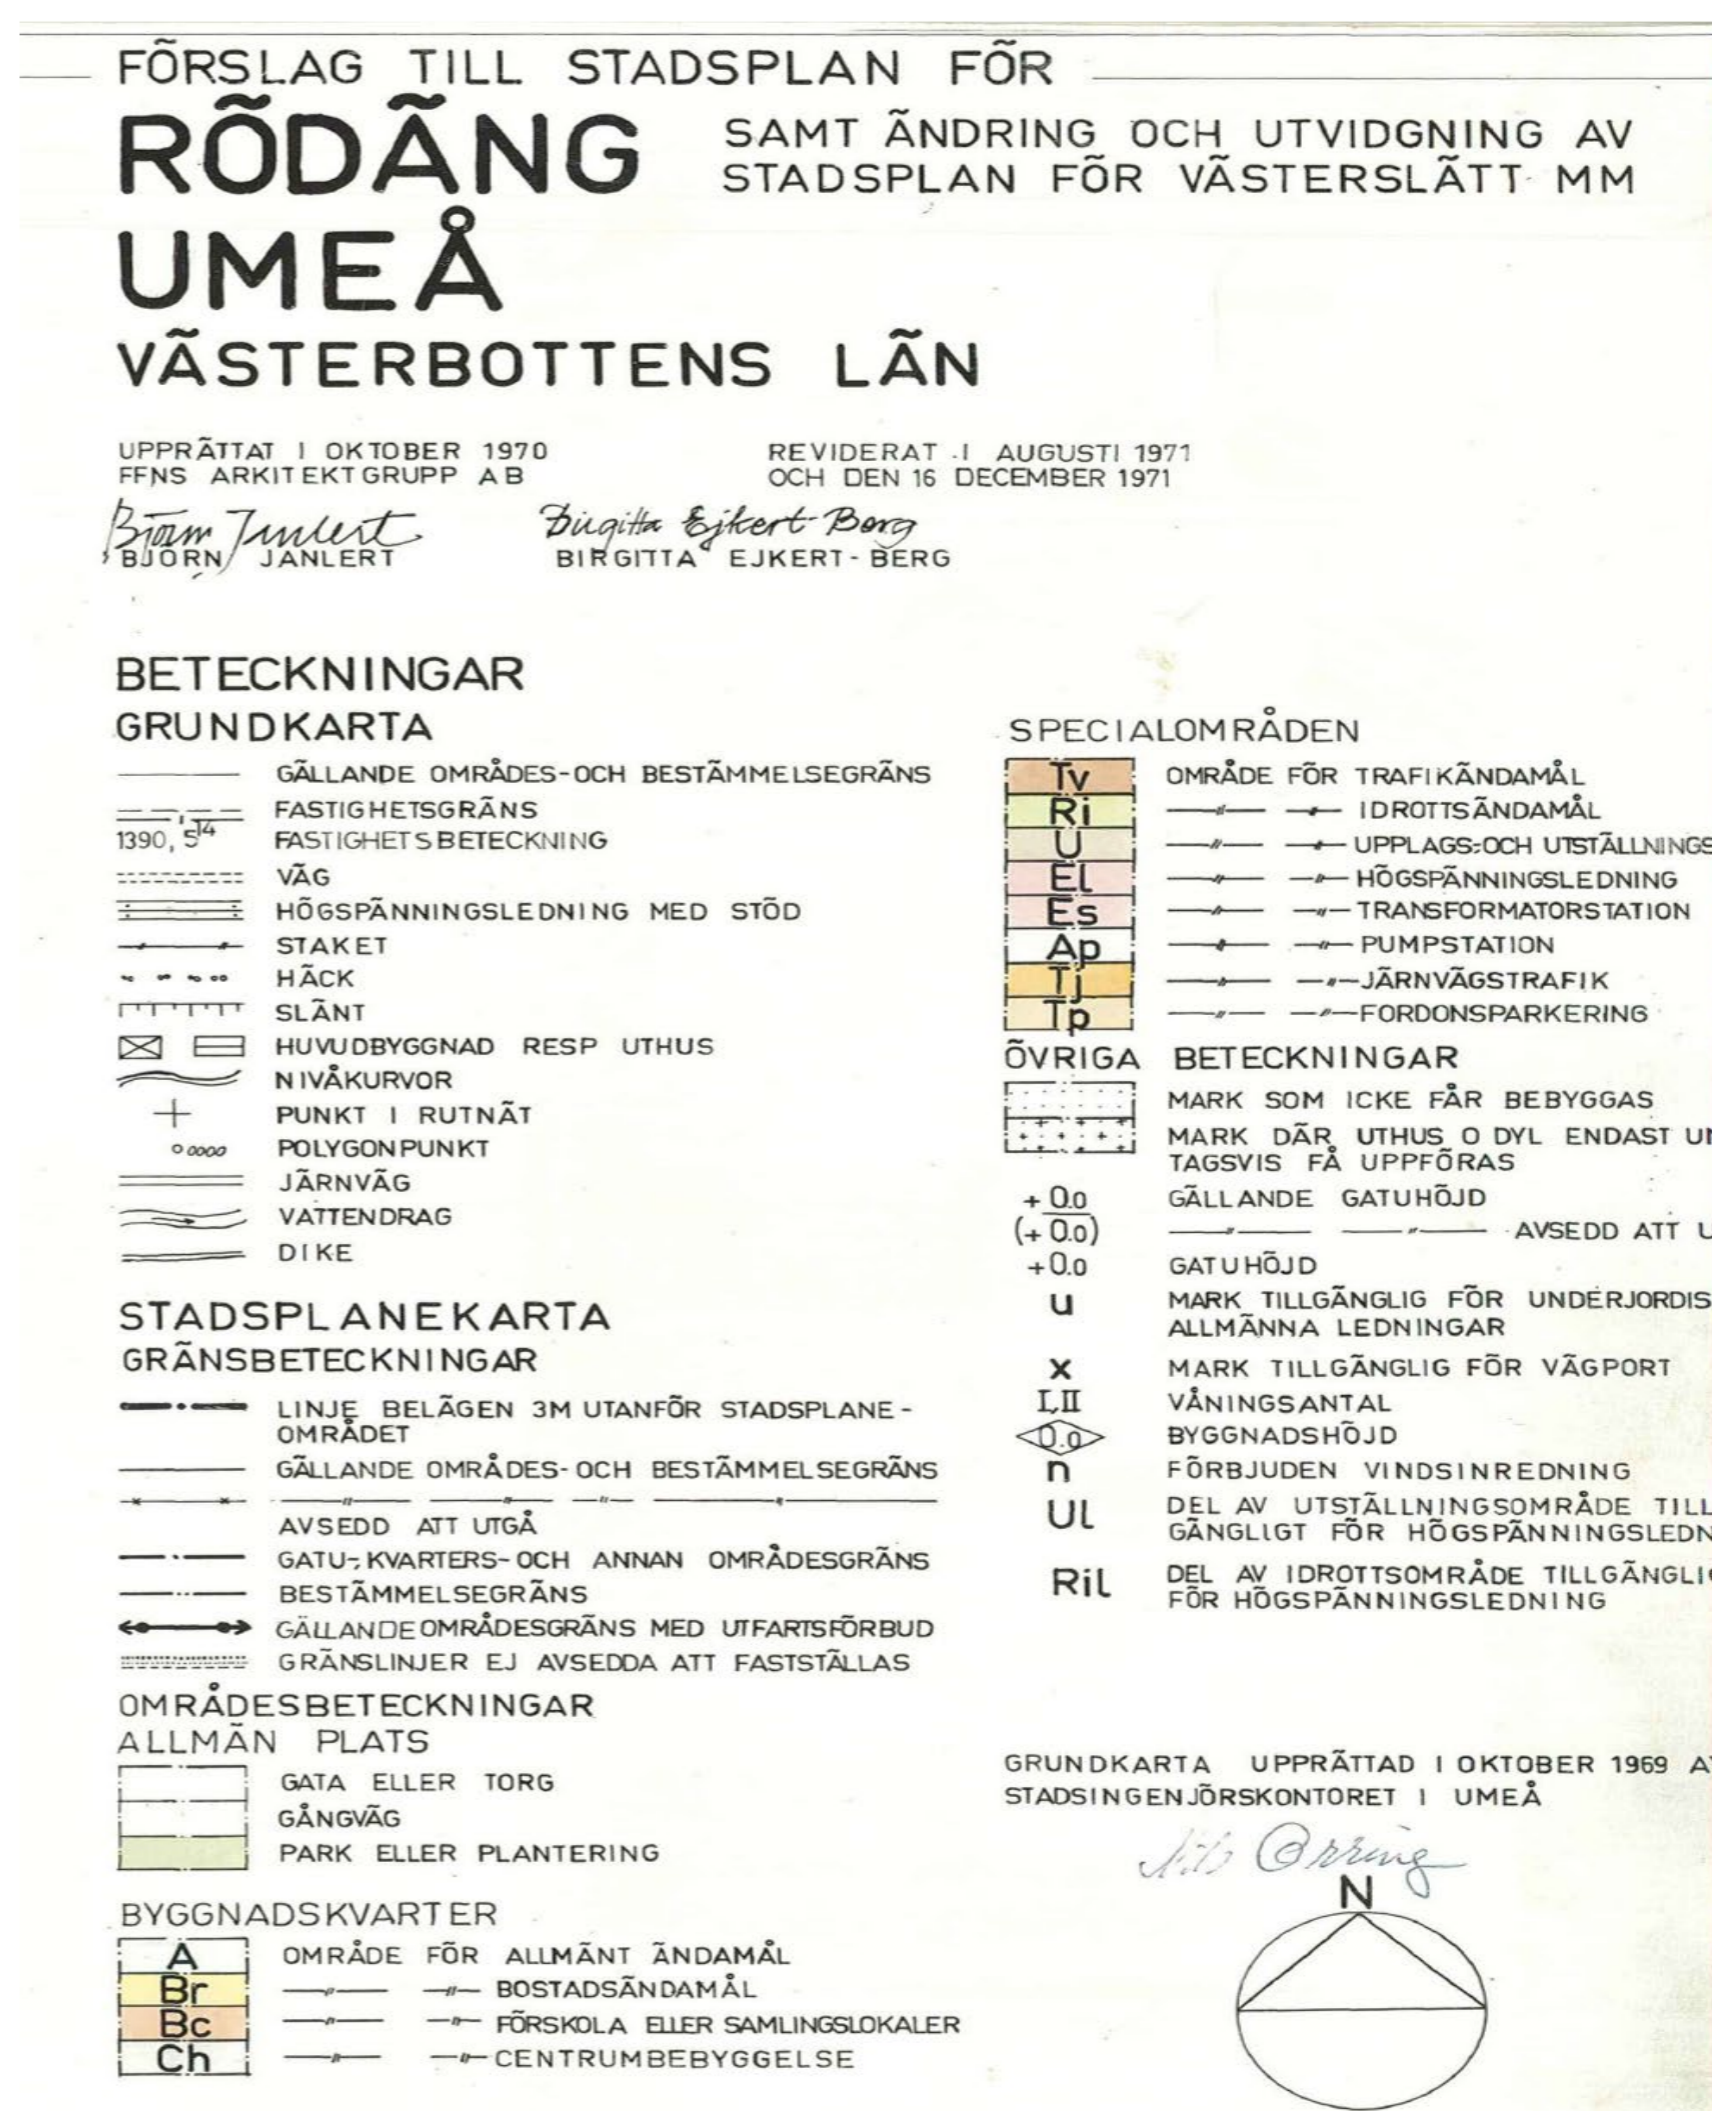 FÖRSLAG TILL STADSPLAN FÖR
RÖDÄNG
SAMT ÄNDRING OCH UTVIDGNING AV
STADSPLAN FÖR VÄSTERSLÄTT MM
UMEÅ
VÄSTERBOTTENS LÄN
UPPRÄTTAT I OKTOBER 1970
FFNS ARKITEKTGRUPP AB
REVIDERAT I AUGUSTI 1971
OCH DEN 16 DECEMBER 1971
Björn Janlert
Birgitta Ejkert-Berg
BJÖRN JANLERT
BIRGITTA EJKERT-BERG
BETECKNINGAR
GRUNDKARTA
GÄLLANDE OMRÅDES-OCH BESTÄMMELSEGRÄNS
FASTIGHETSGRÄNS
1390, 5¹⁴ FASTIGHETSBETECKNING
VÄG
HÖGSPÄNNINGSLEDNING MED STÖD
STAKET
HÄCK
SLÄNT
HUVUDBYGGNAD RESP UTHUS
NIVÅKURVOR
PUNKT I RUTNÄT
POLYGONPUNKT
JÄRNVÄG
VATTENDRAG
DIKE
STADSPLANEKARTA
GRÄNSBETECKNINGAR
LINJE BELÄGEN 3M UTANFÖR STADSPLANE-
OMRÅDET
GÄLLANDE OMRÅDES-OCH BESTÄMMELSEGRÄNS
—"— —"— —"— —"—
AVSEDD ATT UTGÅ
GATU-, KVARTERS-OCH ANNAN OMRÅDESGRÄNS
BESTÄMMELSEGRÄNS
GÄLLANDE OMRÅDESGRÄNS MED UTFARTSFÖRBUD
GRÄNSLINJER EJ AVSEDDA ATT FASTSTÄLLAS
OMRÅDESBETECKNINGAR
ALLMÄN PLATS
GATA ELLER TORG
GÅNGVÄG
PARK ELLER PLANTERING
BYGGNADSKVARTER
A OMRÅDE FÖR ALLMÄNT ÄNDAMÅL
Br —"— —"— BOSTADSÄNDAMÅL
Bc —"— —"— FÖRSKOLA ELLER SAMLINGSLOKALER
Ch —"— —"— CENTRUMBEBYGGELSE
SPECIALOMRÅDEN
Tv OMRÅDE FÖR TRAFIKÄNDAMÅL
Ri —"— —"— IDROTTSÄNDAMÅL
U —"— —"— UPPLAGS-OCH UTSTÄLLNINGS
El —"— —"— HÖGSPÄNNINGSLEDNING
Es —"— —"— TRANSFORMATORSTATION
Ap —"— —"— PUMPSTATION
Tj —"— —"— JÄRNVÄGSTRAFIK
Tp —"— —"— FORDONSPARKERING
ÖVRIGA BETECKNINGAR
MARK SOM ICKE FÅR BEBYGGAS
MARK DÄR UTHUS O DYL ENDAST UN
TAGSVIS FÅ UPPFÖRAS
+0.0 GÄLLANDE GATUHÖJD
(+0.0) —"— —"— AVSEDD ATT U
+0.0 GATUHÖJD
u MARK TILLGÄNGLIG FÖR UNDERJORDIS
ALLMÄNNA LEDNINGAR
x MARK TILLGÄNGLIG FÖR VÄGPORT
I, II VÅNINGSANTAL
0.0 BYGGNADSHÖJD
n FÖRBJUDEN VINDSINREDNING
Ul DEL AV UTSTÄLLNINGSOMRÅDE TILL
GÄNGLIGT FÖR HÖGSPÄNNINGSLEDN
Ril DEL AV IDROTTSOMRÅDE TILLGÄNGLIG
FÖR HÖGSPÄNNINGSLEDNING
GRUNDKARTA UPPRÄTTAD I OKTOBER 1969 AV
STADSINGENJÖRSKONTORET I UMEÅ
Nils Orring
N